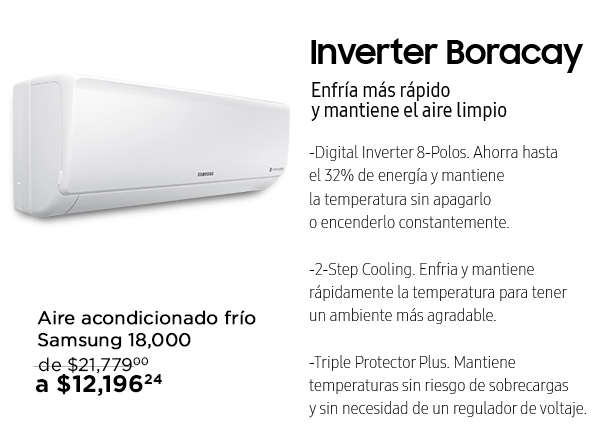 Inverter Boracay
Enfría más rápido
y mantiene el aire limpio
-Digital Inverter 8-Polos. Ahorra hasta
el 32% de energía y mantiene
la temperatura sin apagarlo
o encenderlo constantemente.
-2-Step Cooling. Enfria y mantiene
rápidamente la temperatura para tener
un ambiente más agradable.
-Triple Protector Plus. Mantiene
temperaturas sin riesgo de sobrecargas
y sin necesidad de un regulador de voltaje.
SAMSUNG
Aire acondicionado frío
Samsung 18,000
de $21,779⁰⁰
a $12,196²⁴